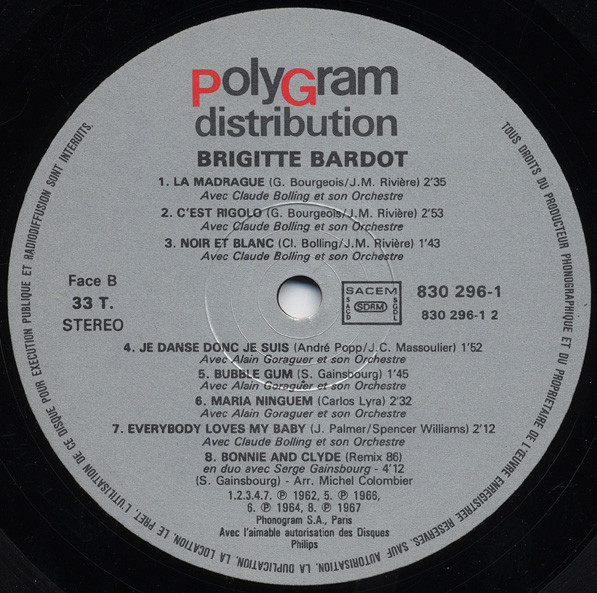 PolyGram
distribution
BRIGITTE BARDOT
1. LA MADRAGUE (G. Bourgeois/J.M. Rivière) 2'35
Avec Claude Bolling et son Orchestre
2. C'EST RIGOLO (G. Bourgeois/J.M. Rivière) 2'53
Avec Claude Bolling et son Orchestre
3. NOIR ET BLANC (Cl. Bolling/J.M. Rivière) 1'43
Avec Claude Bolling et son Orchestre
Face B
33 T.
STEREO
SACEM
SACD
SDRM
SGDL
830 296-1
830 296-1 2
4. JE DANSE DONC JE SUIS (André Popp/J.C. Massoulier) 1'52
Avec Alain Goraguer et son Orchestre
5. BUBBLE GUM (S. Gainsbourg) 1'45
Avec Alain Goraguer et son Orchestre
6. MARIA NINGUEM (Carlos Lyra) 2'32
Avec Alain Goraguer et son Orchestre
7. EVERYBODY LOVES MY BABY (J. Palmer/Spencer Williams) 2'12
Avec Claude Bolling et son Orchestre
8. BONNIE AND CLYDE (Remix 86)
en duo avec Serge Gainsbourg - 4'12
(S. Gainsbourg) - Arr. Michel Colombier
1.2.3.4.7. ℗ 1962, 5. ℗ 1966,
6. ℗ 1964, 8. ℗ 1967
Phonogram S.A., Paris
Avec l'aimable autorisation des Disques
Philips
TOUS DROITS DU PRODUCTEUR PHONOGRAPHIQUE ET DU PROPRIETAIRE DE L'ŒUVRE ENREGISTREE RESERVES. SAUF AUTORISATION, LA DUPLICATION, LA LOCATION, LE PRET, L'UTILISATION DE CE DISQUE POUR EXECUTION PUBLIQUE ET RADIODIFFUSION SONT INTERDITS.